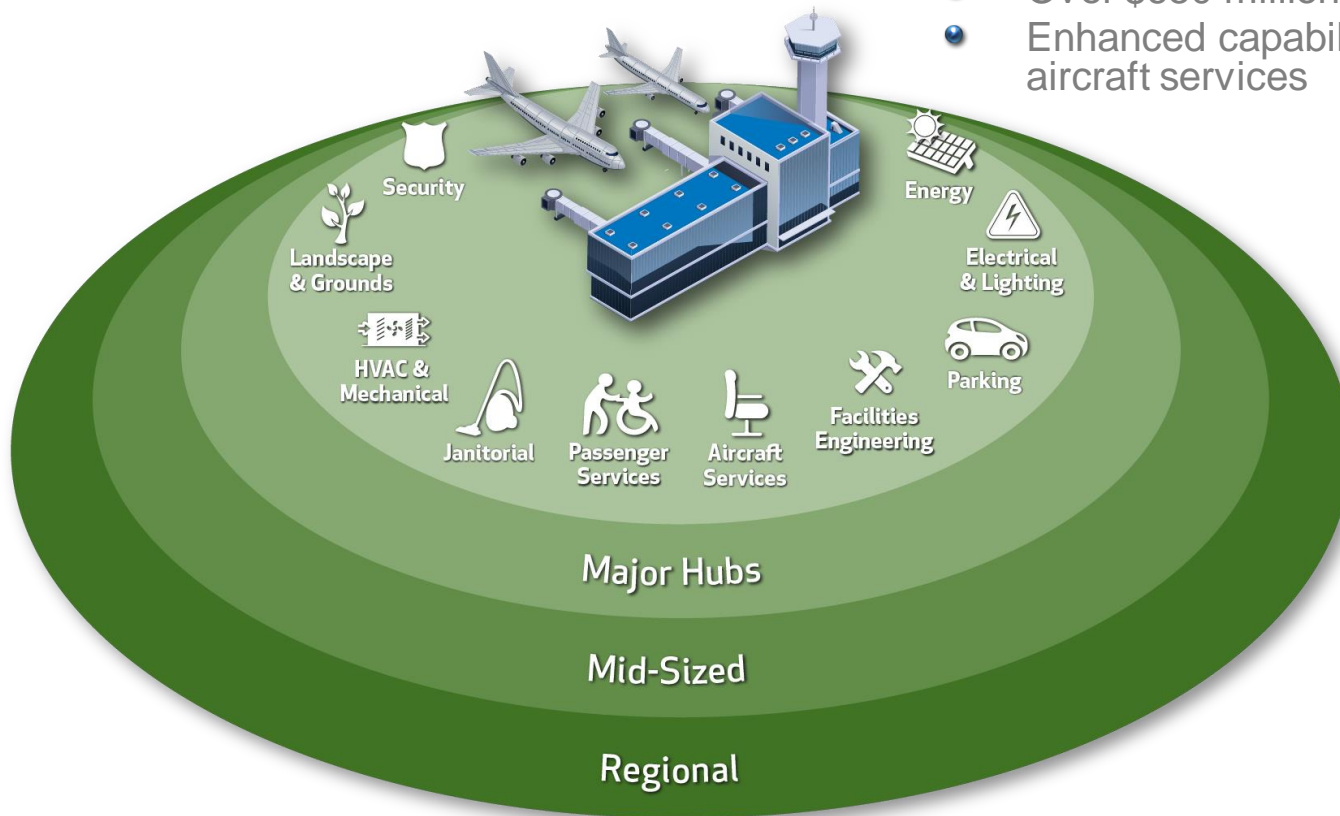 Enhanced
aircraft services
Security
Energy
Landscape
& Grounds
Electrical
& Lighting
HVAC &
Mechanical
Parking
Janitorial
Passenger
Services
Aircraft
Services
Facilities
Engineering
Major Hubs
Mid-Sized
Regional